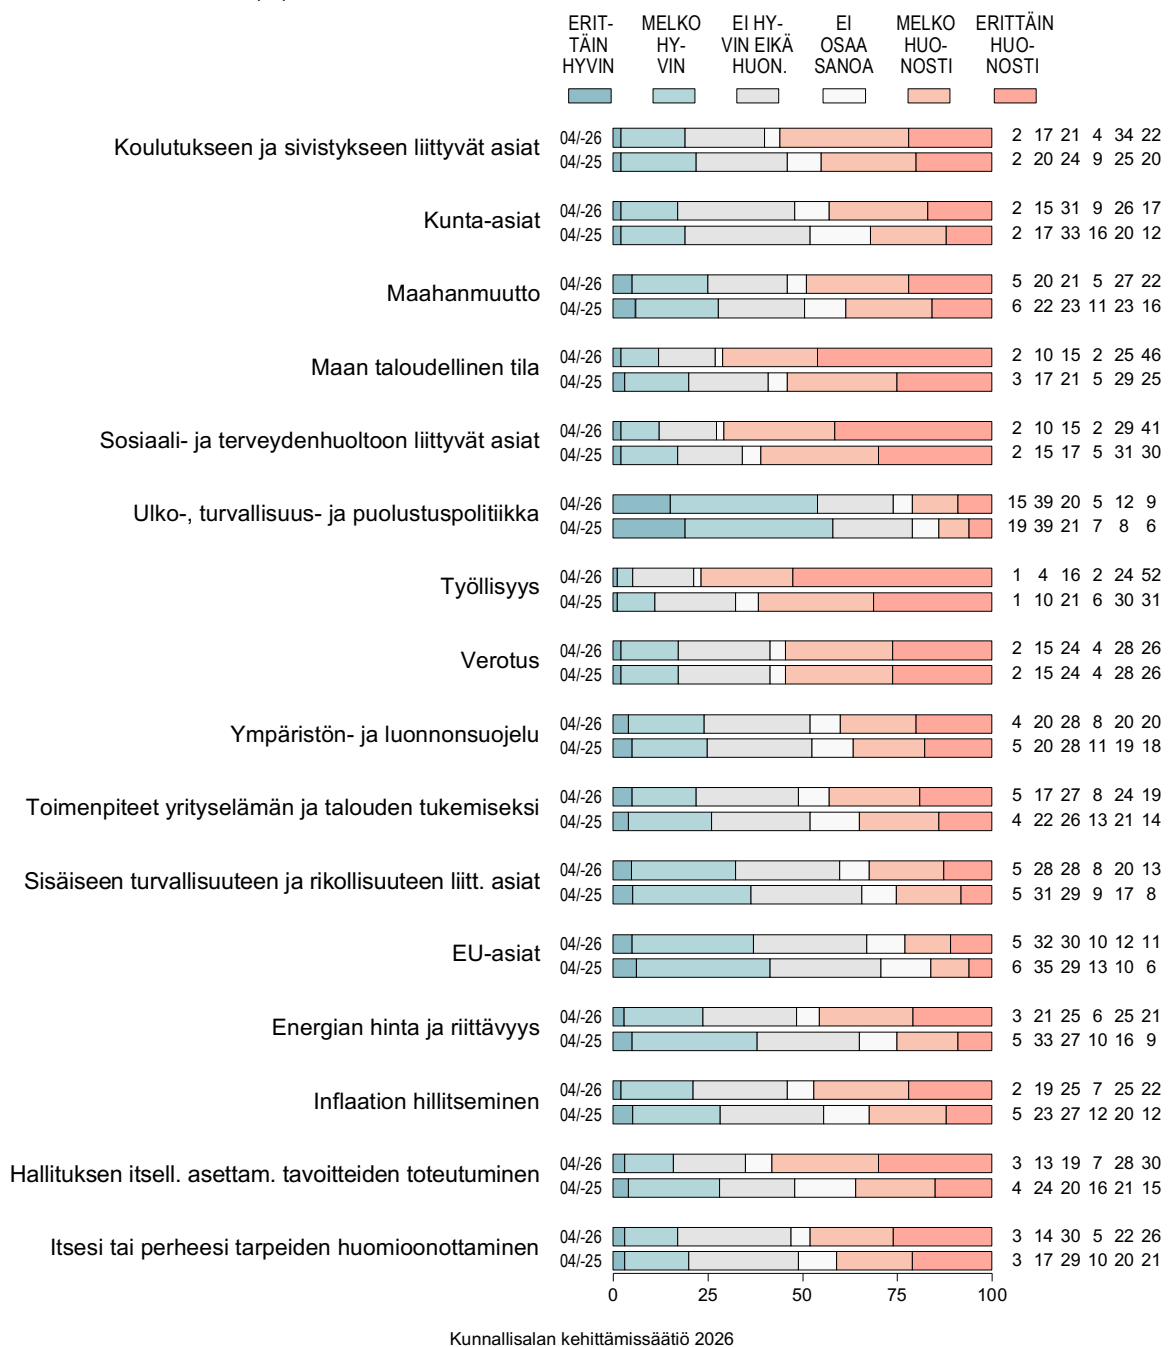 ERIT- MELKO EI HY- EI MELKO ERITTÄIN
TÄIN HY- VIN EIKÄ OSAA HUO- HUO-
HYVIN VIN HUON. SANOA NOSTI NOSTI
Koulutukseen ja sivistykseen liittyvät asiat
04/-26 2 17 21 4 34 22
04/-25 2 20 24 9 25 20
Kunta-asiat
04/-26 2 15 31 9 26 17
04/-25 2 17 33 16 20 12
Maahanmuutto
04/-26 5 20 21 5 27 22
04/-25 6 22 23 11 23 16
Maan taloudellinen tila
04/-26 2 10 15 2 25 46
04/-25 3 17 21 5 29 25
Sosiaali- ja terveydenhuoltoon liittyvät asiat
04/-26 2 10 15 2 29 41
04/-25 2 15 17 5 31 30
Ulko-, turvallisuus- ja puolustuspolitiikka
04/-26 15 39 20 5 12 9
04/-25 19 39 21 7 8 6
Työllisyys
04/-26 1 4 16 2 24 52
04/-25 1 10 21 6 30 31
Verotus
04/-26 2 15 24 4 28 26
04/-25 2 15 24 4 28 26
Ympäristön- ja luonnonsuojelu
04/-26 4 20 28 8 20 20
04/-25 5 20 28 11 19 18
Toimenpiteet yrityselämän ja talouden tukemiseksi
04/-26 5 17 27 8 24 19
04/-25 4 22 26 13 21 14
Sisäiseen turvallisuuteen ja rikollisuuteen liitt. asiat
04/-26 5 28 28 8 20 13
04/-25 5 31 29 9 17 8
EU-asiat
04/-26 5 32 30 10 12 11
04/-25 6 35 29 13 10 6
Energian hinta ja riittävyys
04/-26 3 21 25 6 25 21
04/-25 5 33 27 10 16 9
Inflaation hillitseminen
04/-26 2 19 25 7 25 22
04/-25 5 23 27 12 20 12
Hallituksen itsell. asettam. tavoitteiden toteutuminen
04/-26 3 13 19 7 28 30
04/-25 4 24 20 16 21 15
Itsesi tai perheesi tarpeiden huomioonottaminen
04/-26 3 14 30 5 22 26
04/-25 3 17 29 10 20 21
0 25 50 75 100
Kunnallisalan kehittämissäätiö 2026